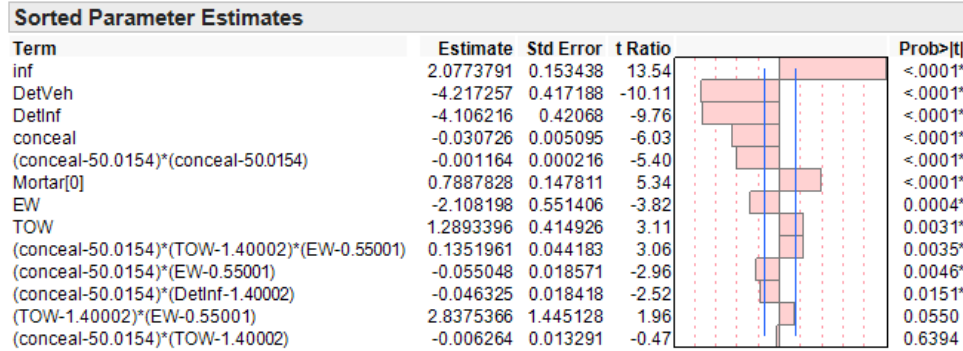 Sorted Parameter Estimates
Term Estimate Std Error t Ratio Prob>|t|
inf 2.0773791 0.153438 13.54 <.0001*
DetVeh -4.217257 0.417188 -10.11 <.0001*
DetInf -4.106216 0.42068 -9.76 <.0001*
conceal -0.030726 0.005095 -6.03 <.0001*
(conceal-50.0154)*(conceal-50.0154) -0.001164 0.000216 -5.40 <.0001*
Mortar[0] 0.7887828 0.147811 5.34 <.0001*
EW -2.108198 0.551406 -3.82 0.0004*
TOW 1.2893396 0.414926 3.11 0.0031*
(conceal-50.0154)*(TOW-1.40002)*(EW-0.55001) 0.1351961 0.044183 3.06 0.0035*
(conceal-50.0154)*(EW-0.55001) -0.055048 0.018571 -2.96 0.0046*
(conceal-50.0154)*(DetInf-1.40002) -0.046325 0.018418 -2.52 0.0151*
(TOW-1.40002)*(EW-0.55001) 2.8375366 1.445128 1.96 0.0550
(conceal-50.0154)*(TOW-1.40002) -0.006264 0.013291 -0.47 0.6394